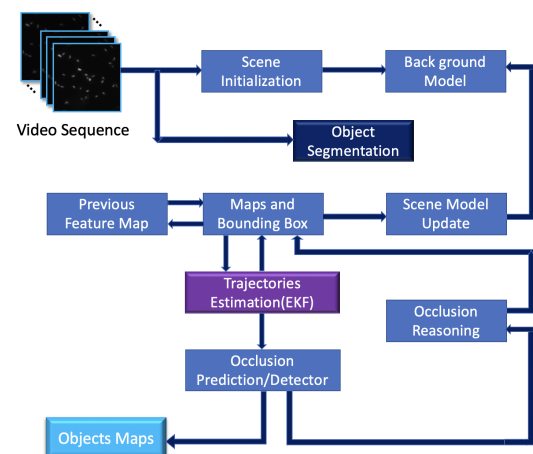 Scene
Initialization
Back ground
Model
Video Sequence
Object
Segmentation
Previous
Feature Map
Maps and
Bounding Box
Scene Model
Update
Trajectories
Estimation(EKF)
Occlusion
Reasoning
Occlusion
Prediction/Detector
Objects Maps